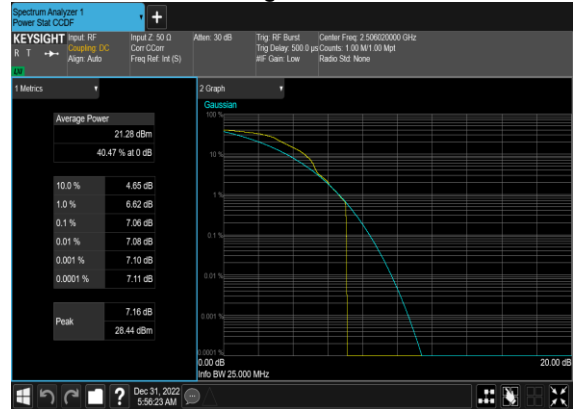 Spectrum Analyzer 1
Power Stat CCDF
KEYSIGHT
R T
LM
Input: RF
Coupling: DC
Align: Auto
Input Z: 50 Ω
Corr CCorr
Freq Ref: Int (S)
Atten: 30 dB
Trig: RF Burst
Trig Delay: 500.0 µs
#IF Gain: Low
Center Freq: 2.506020000 GHz
Counts: 1.00 M/1.00 Mpt
Radio Std: None
1 Metrics
Average Power
21.28 dBm
40.47 % at 0 dB
10.0 % 4.65 dB
1.0 % 6.62 dB
0.1 % 7.06 dB
0.01 % 7.08 dB
0.001 % 7.10 dB
0.0001 % 7.11 dB
Peak
7.16 dB
28.44 dBm
2 Graph
Gaussian
100 %
10 %
1 %
0.1 %
0.01 %
0.001 %
0.0001 %
0.00 dB 20.00 dB
Info BW 25.000 MHz
?
Dec 31, 2022
5:56:23 AM